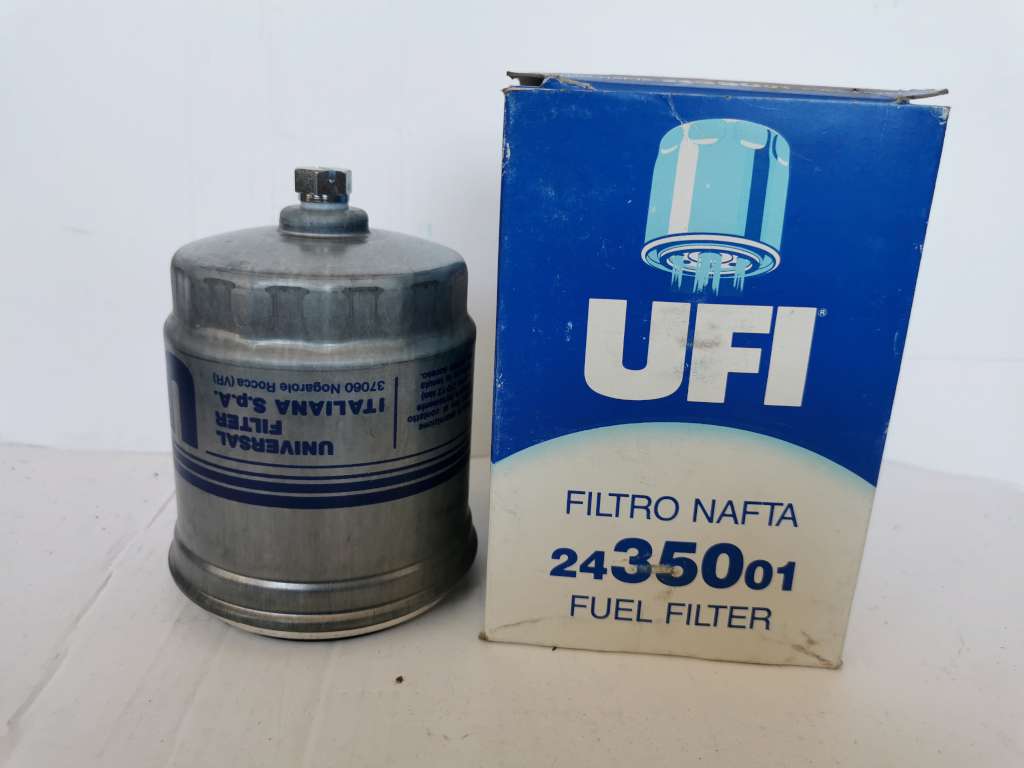 UNIVERSAL
FILTER
ITALIANA S.p.A.
37060 Nogarole Rocca (VR)
UFI®
FILTRO NAFTA
24.350.01
FUEL FILTER